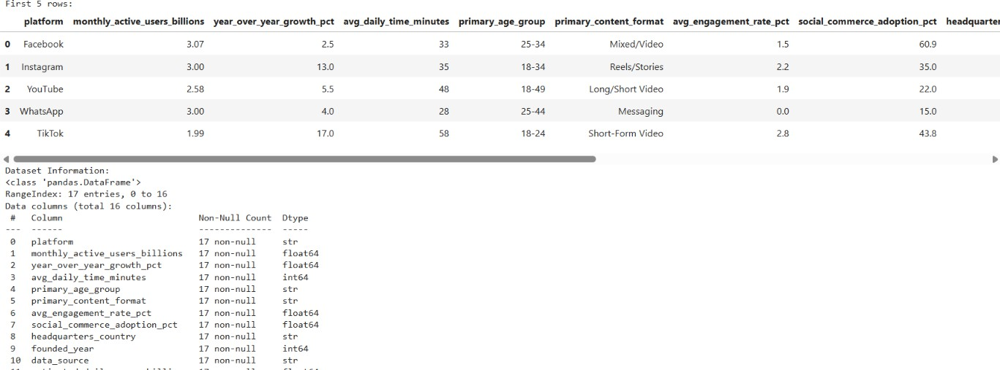 First 5 rows:
platform monthly_active_users_billions year_over_year_growth_pct avg_daily_time_minutes primary_age_group primary_content_format avg_engagement_rate_pct social_commerce_adoption_pct headquarter
0 Facebook 3.07 2.5 33 25-34 Mixed/Video 1.5 60.9
1 Instagram 3.00 13.0 35 18-34 Reels/Stories 2.2 35.0
2 YouTube 2.58 5.5 48 18-49 Long/Short Video 1.9 22.0
3 WhatsApp 3.00 4.0 28 25-44 Messaging 0.0 15.0
4 TikTok 1.99 17.0 58 18-24 Short-Form Video 2.8 43.8
Dataset Information:
<class 'pandas.DataFrame'>
RangeIndex: 17 entries, 0 to 16
Data columns (total 16 columns):
# Column Non-Null Count Dtype
--- ------ -------------- -----
0 platform 17 non-null str
1 monthly_active_users_billions 17 non-null float64
2 year_over_year_growth_pct 17 non-null float64
3 avg_daily_time_minutes 17 non-null int64
4 primary_age_group 17 non-null str
5 primary_content_format 17 non-null str
6 avg_engagement_rate_pct 17 non-null float64
7 social_commerce_adoption_pct 17 non-null float64
8 headquarters_country 17 non-null str
9 founded_year 17 non-null int64
10 data_source 17 non-null str